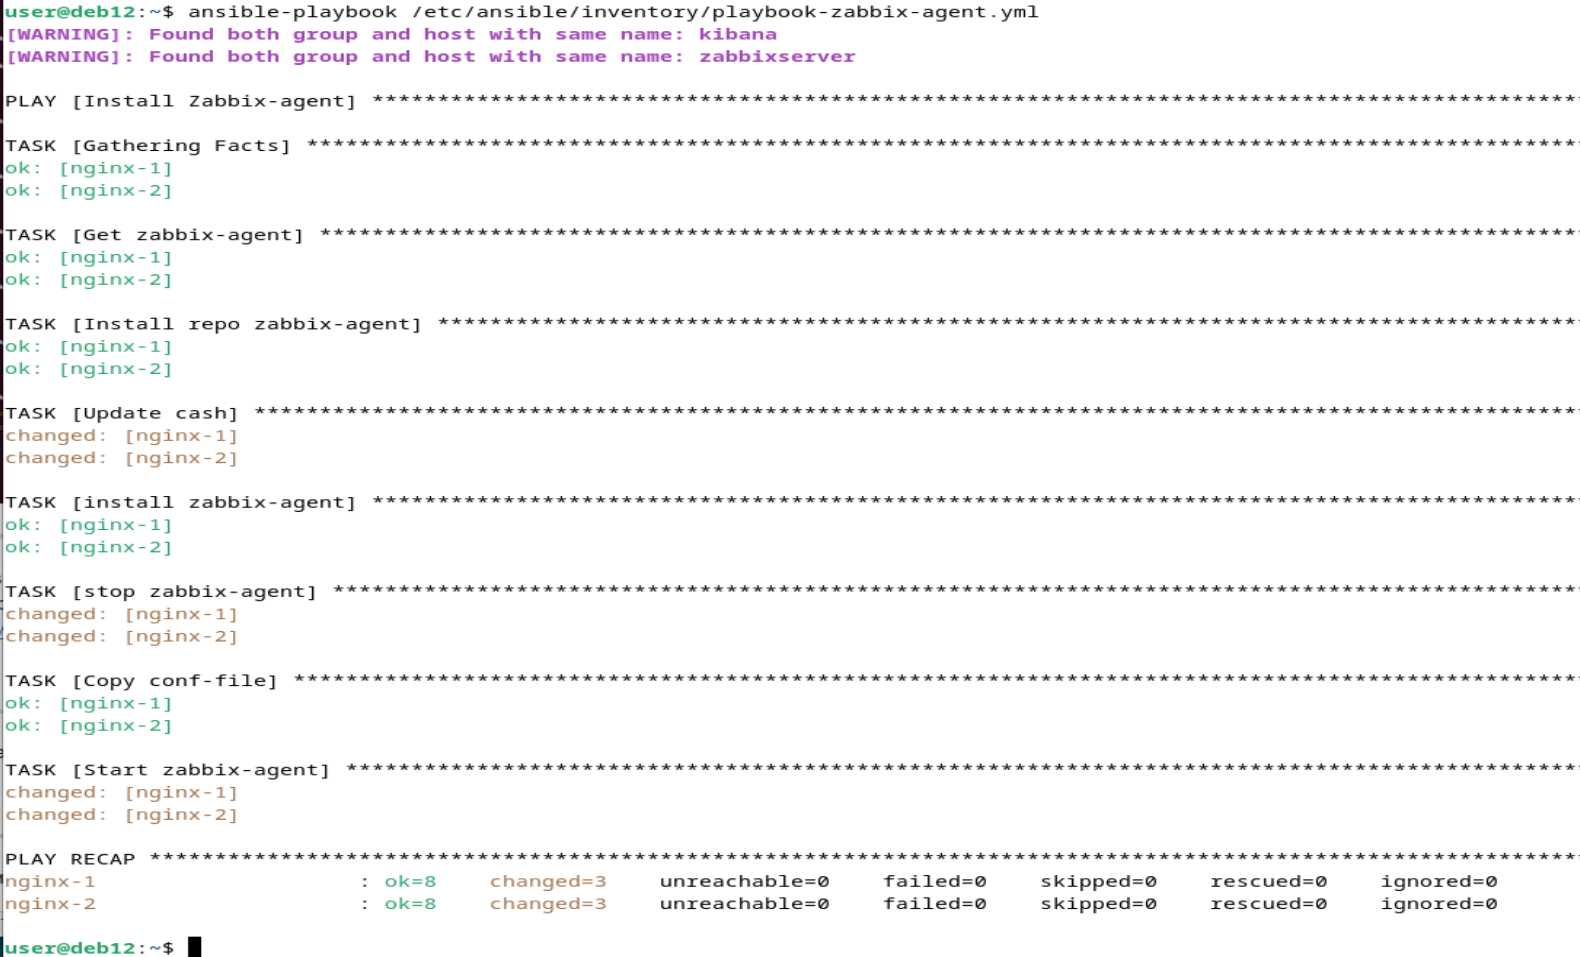 user@deb12:~$ ansible-playbook /etc/ansible/inventory/playbook-zabbix-agent.yml
[WARNING]: Found both group and host with same name: kibana
[WARNING]: Found both group and host with same name: zabbixserver
PLAY [Install Zabbix-agent] *********************************************************************************************
TASK [Gathering Facts] **************************************************************************************************
ok: [nginx-1]
ok: [nginx-2]
TASK [Get zabbix-agent] *************************************************************************************************
ok: [nginx-1]
ok: [nginx-2]
TASK [Install repo zabbix-agent] ****************************************************************************************
ok: [nginx-1]
ok: [nginx-2]
TASK [Update cash] ******************************************************************************************************
changed: [nginx-1]
changed: [nginx-2]
TASK [install zabbix-agent] *********************************************************************************************
ok: [nginx-1]
ok: [nginx-2]
TASK [stop zabbix-agent] ************************************************************************************************
changed: [nginx-1]
changed: [nginx-2]
TASK [Copy conf-file] ***************************************************************************************************
ok: [nginx-1]
ok: [nginx-2]
TASK [Start zabbix-agent] ***********************************************************************************************
changed: [nginx-1]
changed: [nginx-2]
PLAY RECAP **************************************************************************************************************
nginx-1 : ok=8 changed=3 unreachable=0 failed=0 skipped=0 rescued=0 ignored=0
nginx-2 : ok=8 changed=3 unreachable=0 failed=0 skipped=0 rescued=0 ignored=0
user@deb12:~$